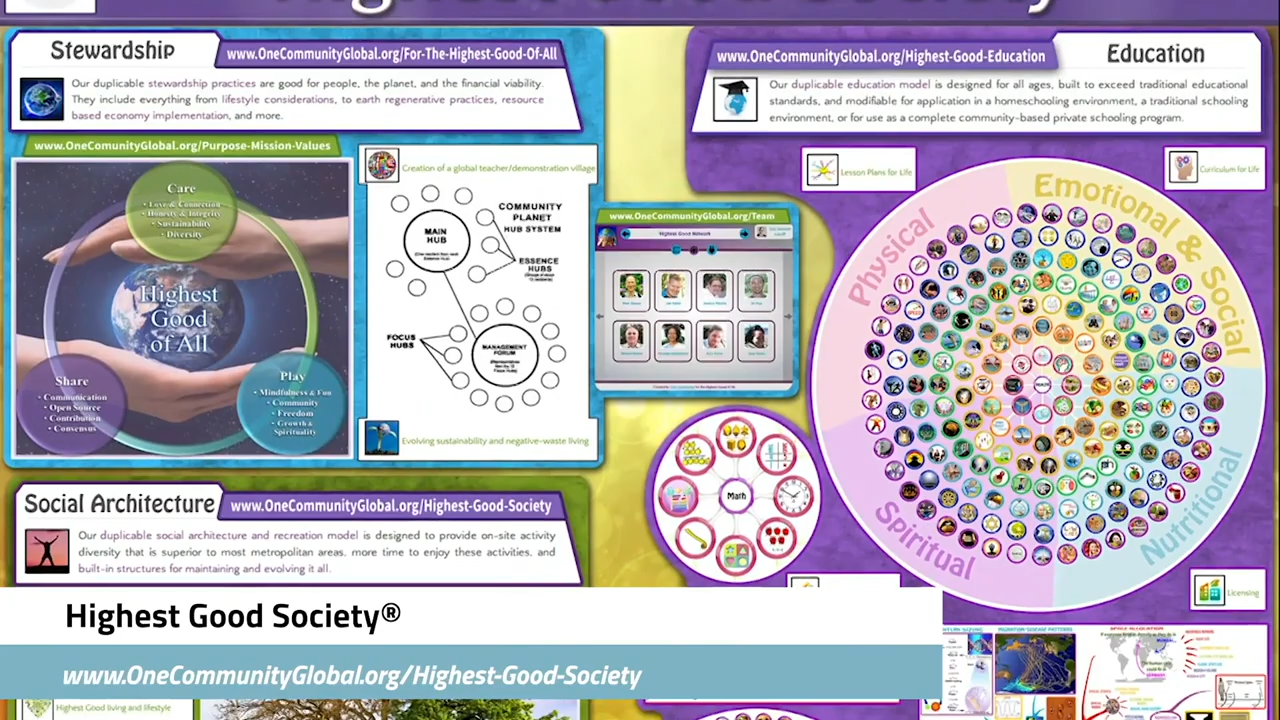 Highest Good Society
Stewardship
www.OneCommunityGlobal.org/For-The-Highest-Good-Of-All
Our duplicable stewardship practices are good for people, the planet, and the financial viability.
They include everything from lifestyle considerations, to earth regenerative practices, resource
based economy implementation, and more.
www.OneComunityGlobal.org/Purpose-Mission-Values
Care
• Love & Connection
• Honesty & Integrity
• Sustainability
• Diversity
Highest
Good
of All
Share
• Communication
• Open Source
• Contribution
• Consensus
Play
• Mindfulness & Fun
• Community
• Freedom
• Growth &
Spirituality
Creation of a global teacher/demonstration village
COMMUNITY
PLANET
HUB SYSTEM
MAIN
HUB
ESSENCE
HUBS
FOCUS
HUBS
MANAGEMENT
FORUM
Evolving sustainability and negative-waste living
www.OneCommunityGlobal.org/Team
Highest Good Network
Education
www.OneCommunityGlobal.org/Highest-Good-Education
Our duplicable education model is designed for all ages, built to exceed traditional educational
standards, and modifiable for application in a homeschooling environment, a traditional schooling
environment, or for use as a complete community-based private schooling program.
Lesson Plans for Life
Curriculum for Life
Physical
Emotional & Social
Spiritual
Nutritional
Math
Licensing
Social Architecture
www.OneCommunityGlobal.org/Highest-Good-Society
Our duplicable social architecture and recreation model is designed to provide on-site activity
diversity that is superior to most metropolitan areas, more time to enjoy these activities, and
built-in structures for maintaining and evolving it all.
Highest Good Society®
www.OneCommunityGlobal.org/Highest-Good-Society
Highest Good living and lifestyle